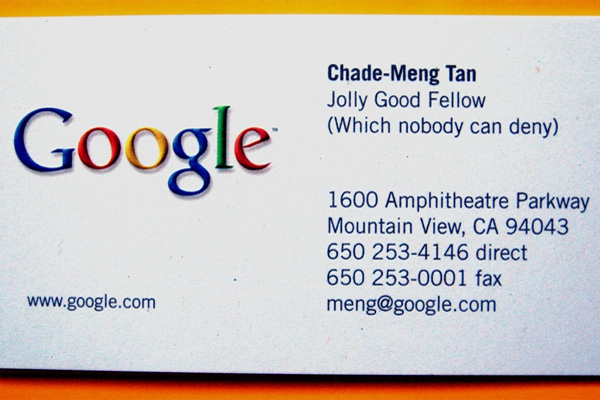 Google™
www.google.com
Chade-Meng Tan
Jolly Good Fellow
(Which nobody can deny)
1600 Amphitheatre Parkway
Mountain View, CA 94043
650 253-4146 direct
650 253-0001 fax
meng@google.com